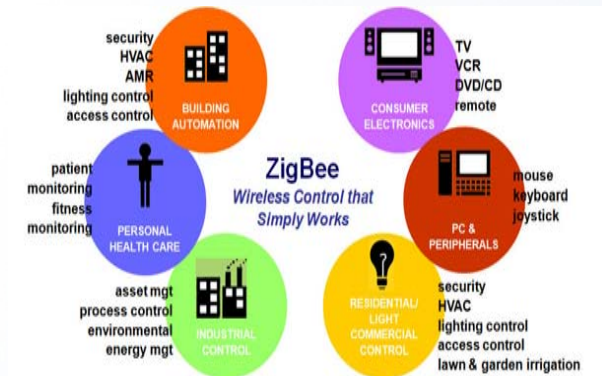 security
HVAC
AMR
lighting control
access control
BUILDING
AUTOMATION
CONSUMER
ELECTRONICS
TV
VCR
DVD/CD
remote
patient
monitoring
fitness
monitoring
PERSONAL
HEALTH CARE
ZigBee
Wireless Control that
Simply Works
PC &
PERIPHERALS
mouse
keyboard
joystick
asset mgt
process control
environmental
energy mgt
INDUSTRIAL
CONTROL
RESIDENTIAL/
LIGHT
COMMERCIAL
CONTROL
security
HVAC
lighting control
access control
lawn & garden irrigation